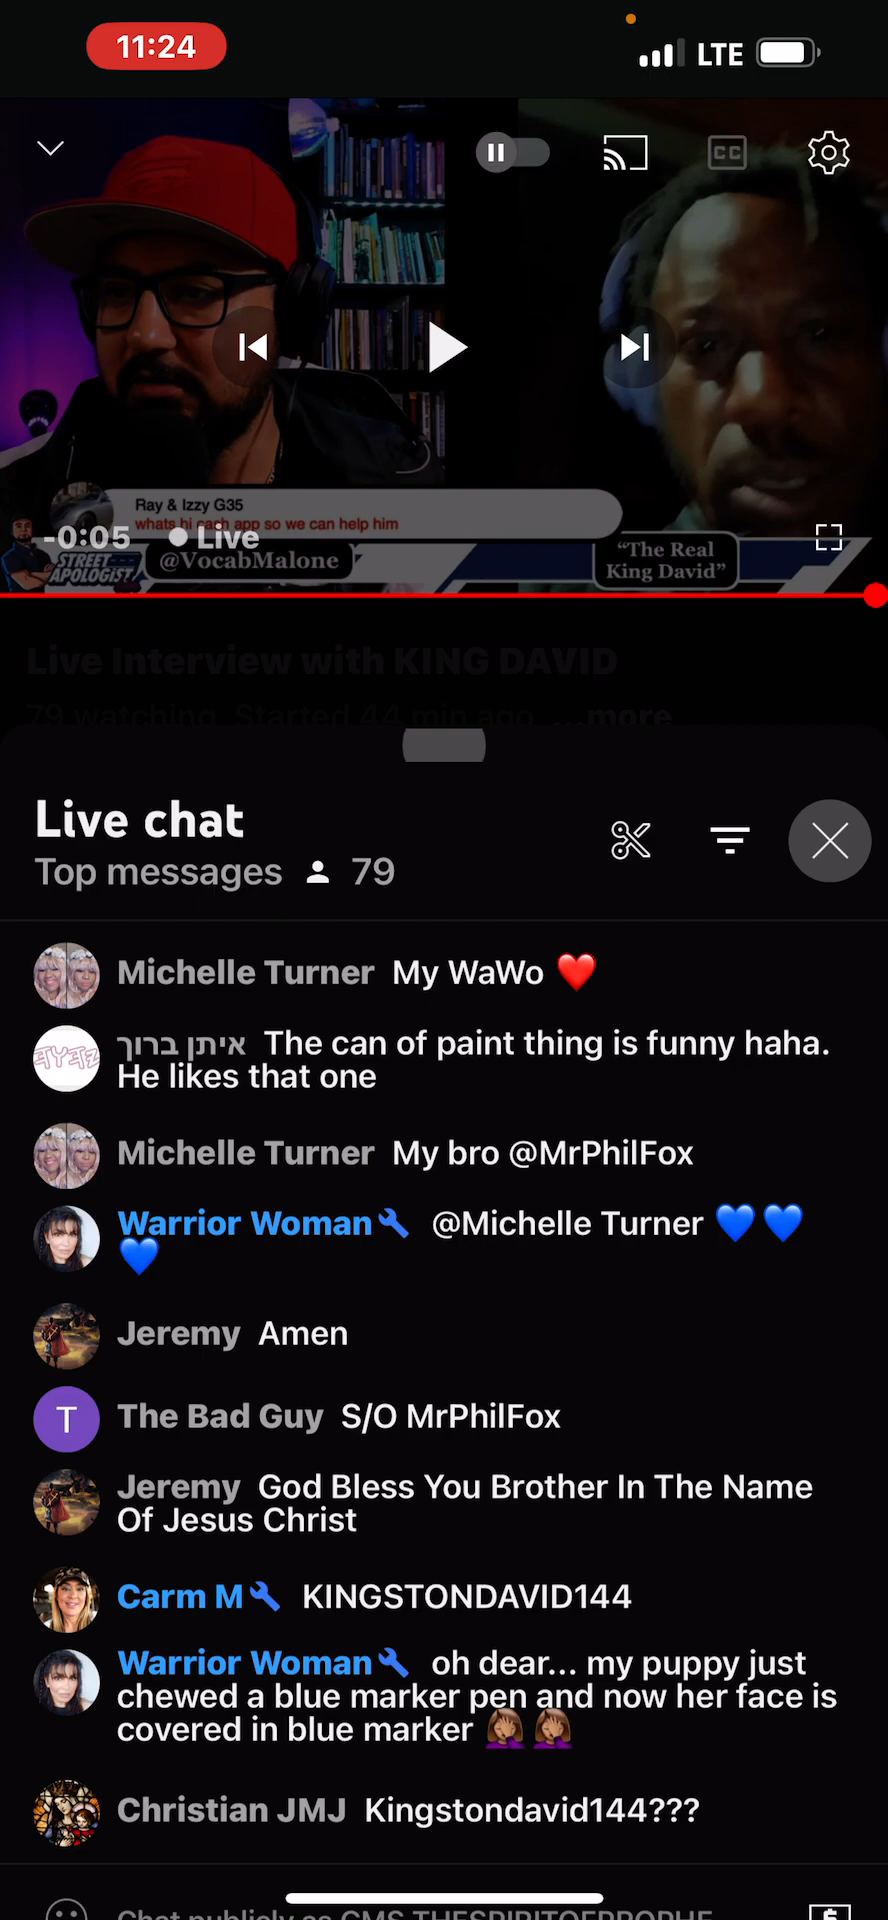 11:24
LTE
CC
Ray & Izzy G35
whats hi cash app so we can help him
-0:05
Live
STREET
APOLOGIST
@VocabMalone
“The Real
King David”
Live Interview with KING DAVID
79 watching Started 44 min ago ...more
Live chat
Top messages 79
Michelle Turner My WaWo ❤️
איתן ברוך The can of paint thing is funny haha.
He likes that one
Michelle Turner My bro @MrPhilFox
Warrior Woman @Michelle Turner 💙💙
💙
Jeremy Amen
T
The Bad Guy S/O MrPhilFox
Jeremy God Bless You Brother In The Name
Of Jesus Christ
Carm M KINGSTONDAVID144
Warrior Woman oh dear... my puppy just
chewed a blue marker pen and now her face is
covered in blue marker 🤦🏽‍♀️🤦🏽‍♀️
Christian JMJ Kingstondavid144???
Chat publicly as GMS THESPIRITOFPROPHE